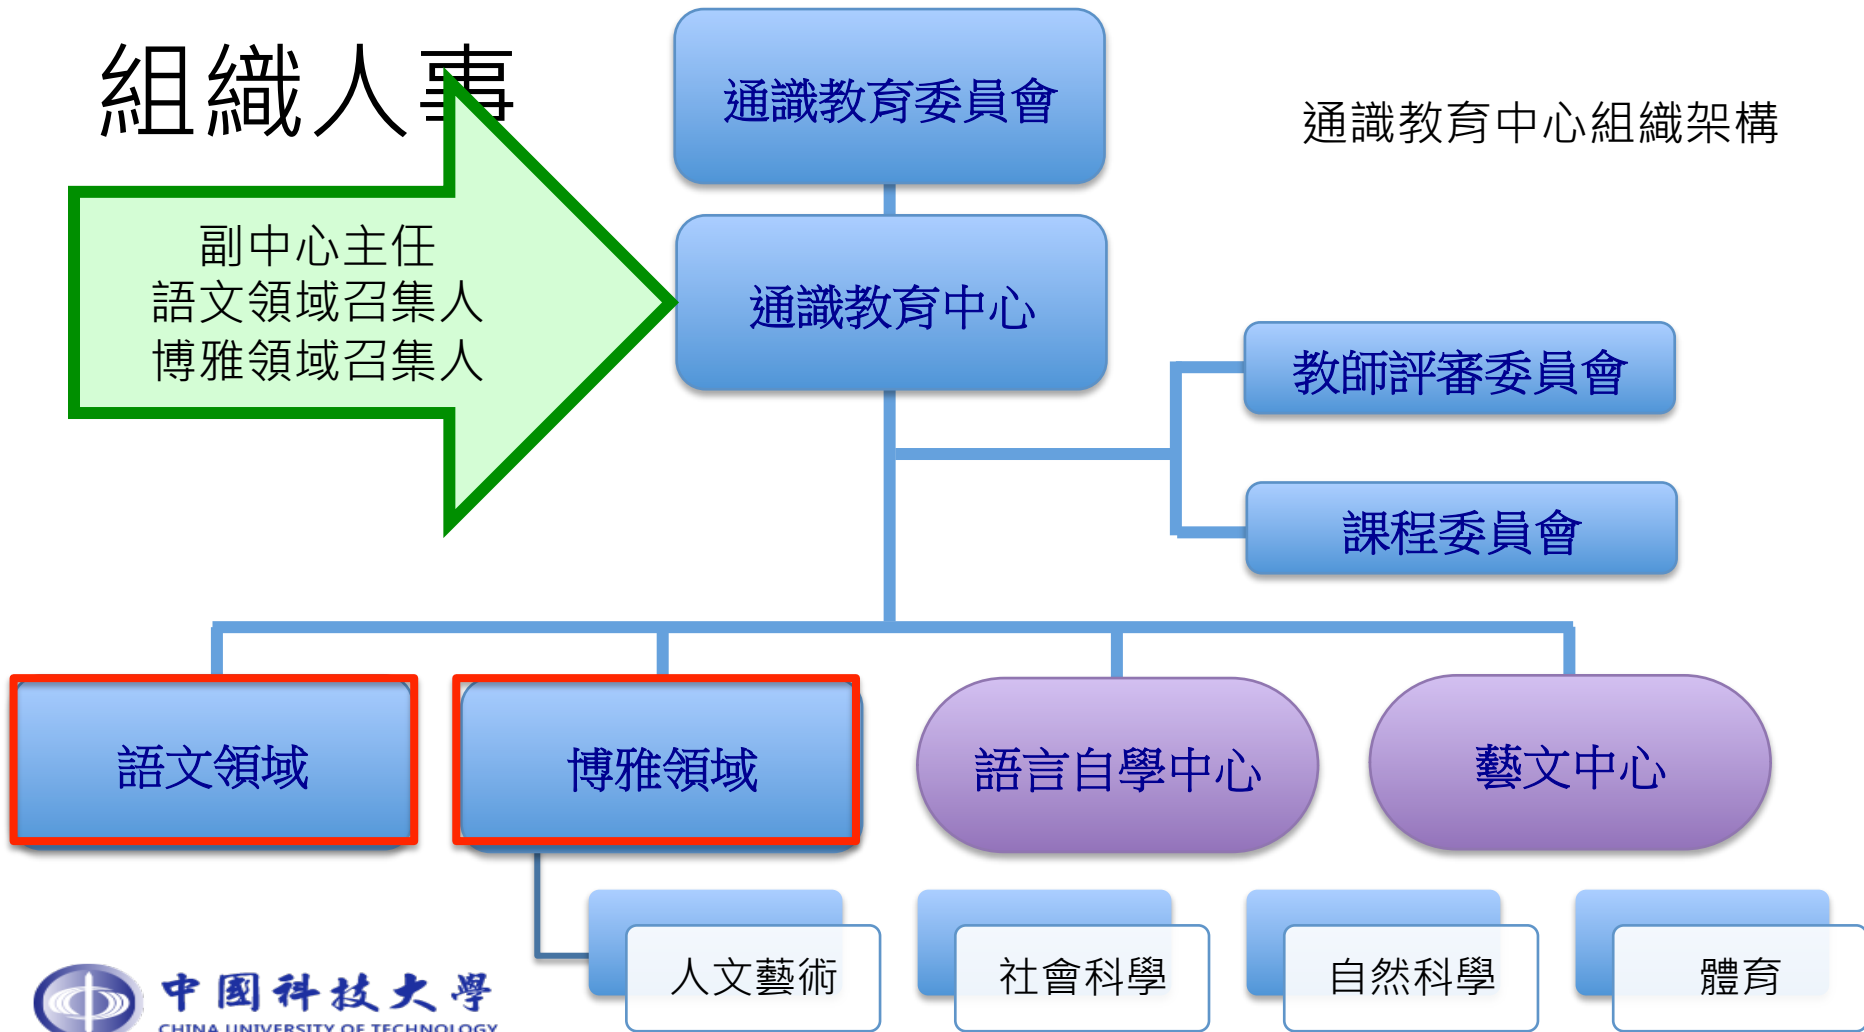 組織人事
通識教育委員會
通識教育中心組織架構
副中心主任
語文領域召集人
博雅領域召集人
通識教育中心
教師評審委員會
課程委員會
語文領域
博雅領域
語言自學中心
藝文中心
人文藝術
社會科學
自然科學
體育
中國科技大學
CHINA UNIVERSITY OF TECHNOLOGY